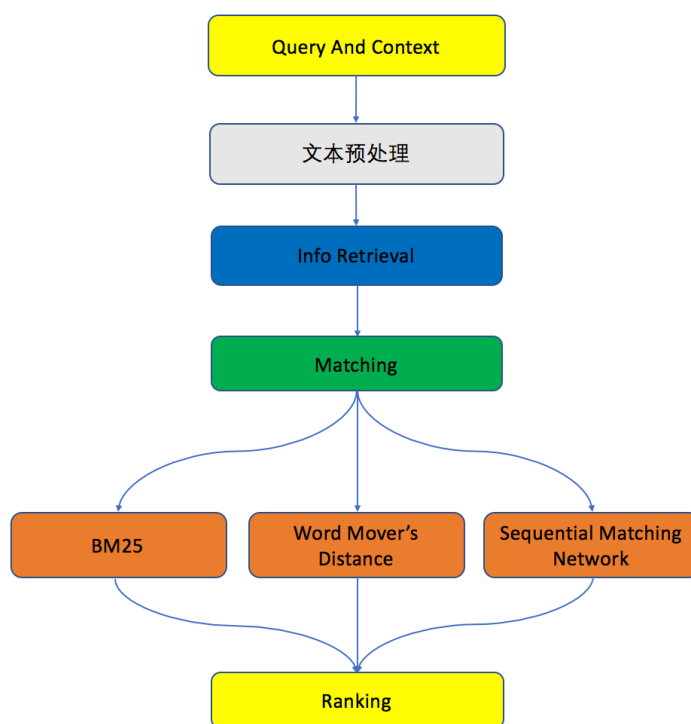 Query And Context
文本预处理
Info Retrieval
Matching
BM25
Word Mover’s
Distance
Sequential Matching
Network
Ranking